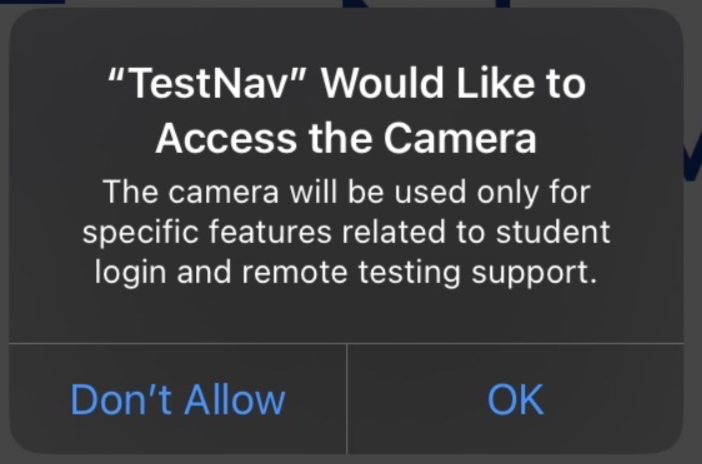 “TestNav” Would Like to
Access the Camera
The camera will be used only for
specific features related to student
login and remote testing support.
Don’t Allow
OK